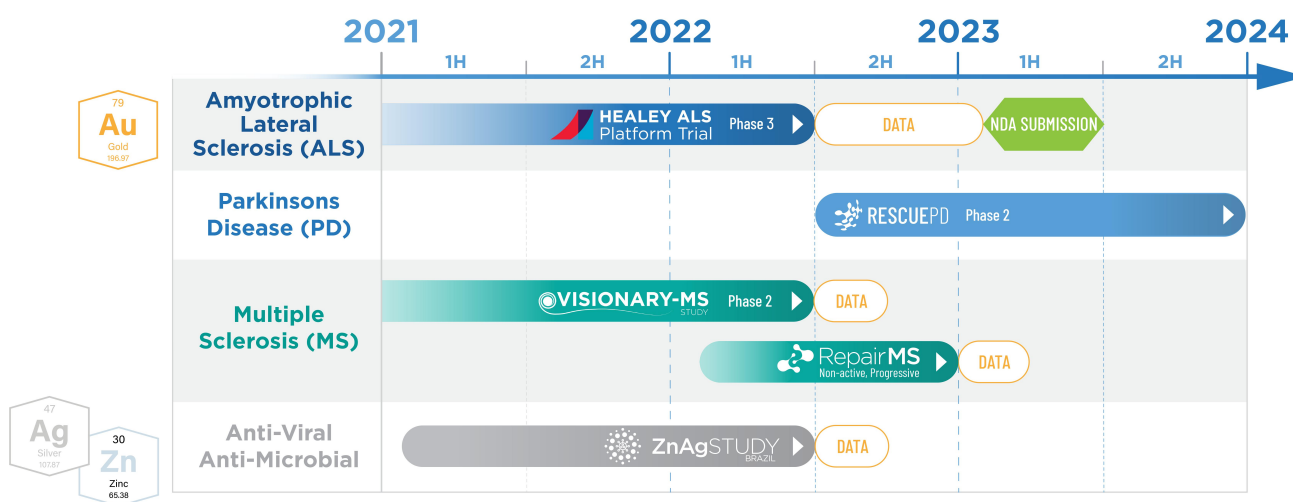 2021
2022
2023
2024
1H
2H
1H
2H
1H
2H
79
Au
Gold
196.97
Amyotrophic
Lateral
Sclerosis (ALS)
HEALEY ALS
Platform Trial
Phase 3
DATA
NDA SUBMISSION
Parkinsons
Disease (PD)
RESCUEPD
Phase 2
Multiple
Sclerosis (MS)
VISIONARY-MS
STUDY
Phase 2
DATA
RepairMS
Non-active, Progressive
DATA
47
Ag
Silver
107.87
30
Zn
Zinc
65.38
Anti-Viral
Anti-Microbial
ZnAgSTUDY
BRAZIL
DATA